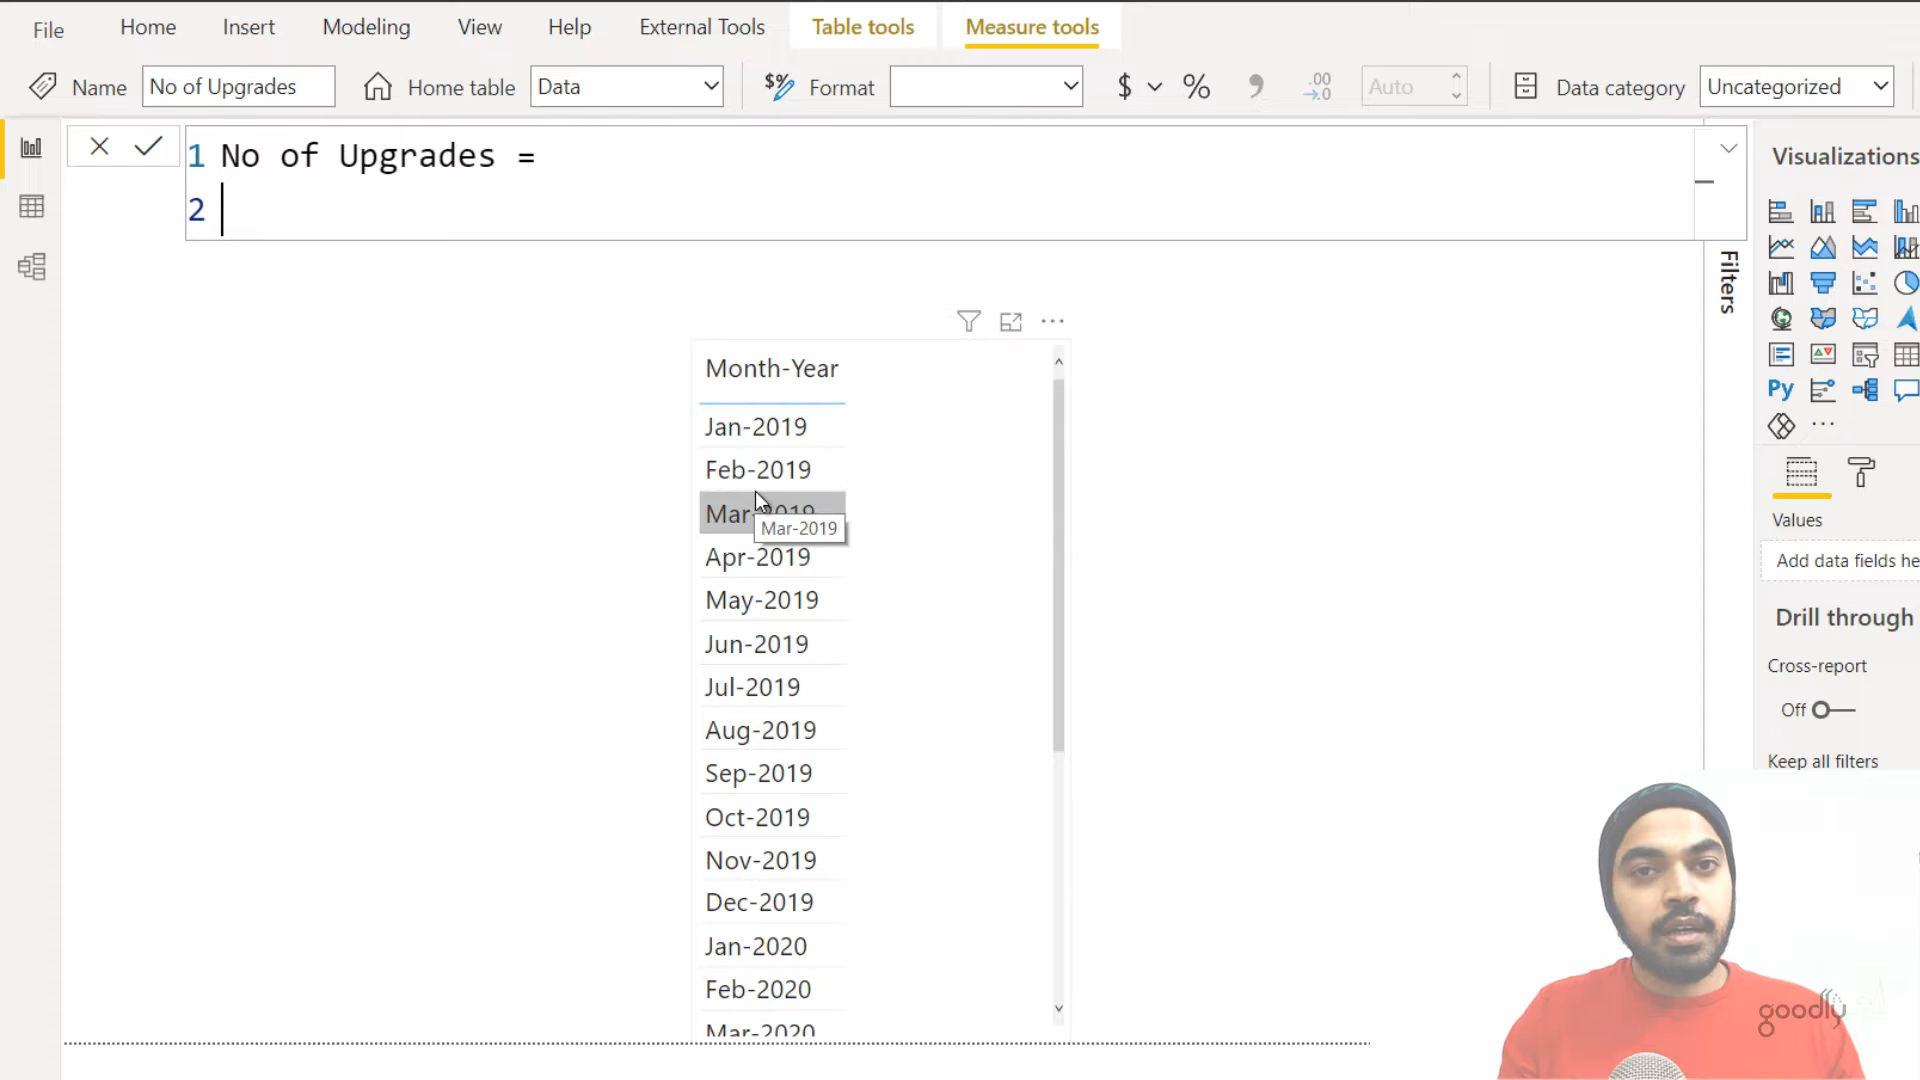 File Home Insert Modeling View Help External Tools Table tools Measure tools
Name No of Upgrades Home table Data Format $ % Auto Data category Uncategorized
1 No of Upgrades =
2
Visualizations
Filters
Py
Values
Add data fields he
Drill through
Cross-report
Off
Keep all filters
Month-Year
Jan-2019
Feb-2019
Mar-2019
Mar-2019
Apr-2019
May-2019
Jun-2019
Jul-2019
Aug-2019
Sep-2019
Oct-2019
Nov-2019
Dec-2019
Jan-2020
Feb-2020
Mar-2020
goodly